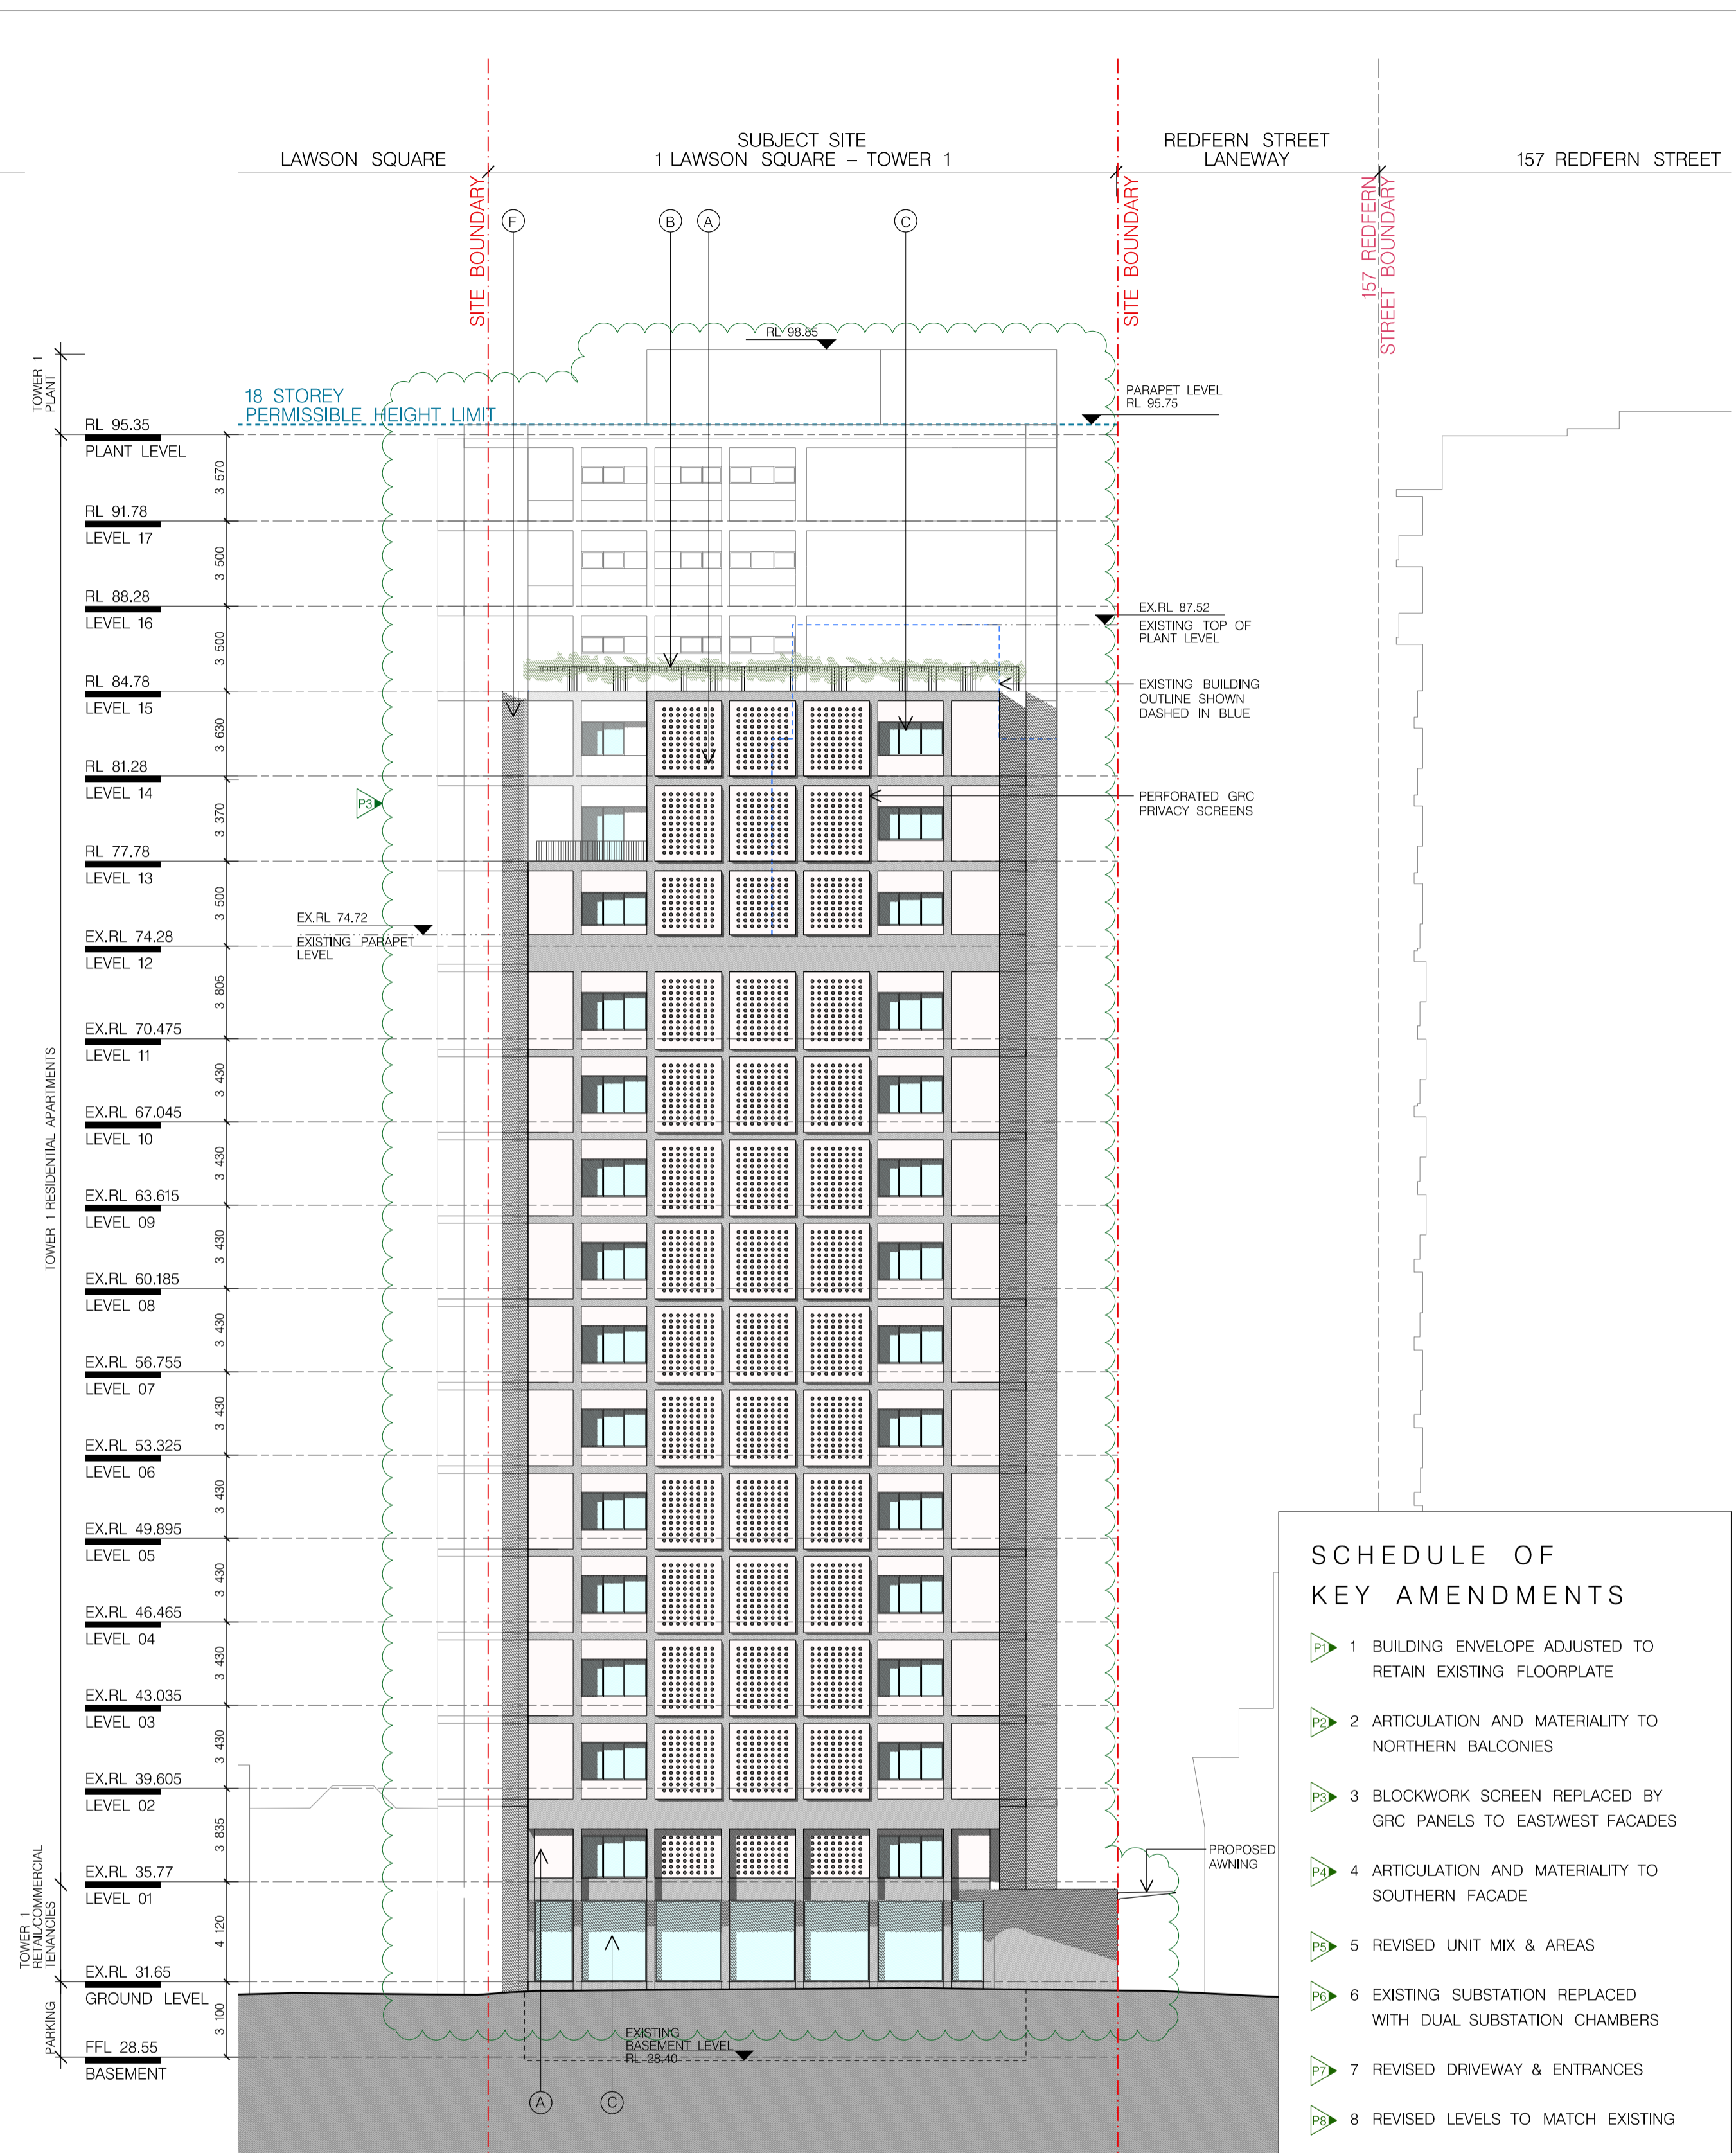 LAWSON SQUARE
SUBJECT SITE
1 LAWSON SQUARE – TOWER 1
REDFERN STREET
LANEWAY
157 REDFERN STREET
SITE BOUNDARY
SITE BOUNDARY
157 REDFERN
STREET BOUNDARY
F
B
A
C
RL 98.85
TOWER 1
PLANT
18 STOREY
PERMISSIBLE HEIGHT LIMIT
PARAPET LEVEL
RL 95.75
RL 95.35
PLANT LEVEL
3 570
RL 91.78
LEVEL 17
3 500
RL 88.28
LEVEL 16
EX.RL 87.52
EXISTING TOP OF
PLANT LEVEL
3 500
RL 84.78
LEVEL 15
EXISTING BUILDING
OUTLINE SHOWN
DASHED IN BLUE
3 630
RL 81.28
LEVEL 14
P3
PERFORATED GRC
PRIVACY SCREENS
3 370
RL 77.78
LEVEL 13
3 500
EX.RL 74.72
EXISTING PARAPET
LEVEL
EX.RL 74.28
LEVEL 12
3 805
EX.RL 70.475
LEVEL 11
3 430
EX.RL 67.045
LEVEL 10
3 430
EX.RL 63.615
LEVEL 09
3 430
EX.RL 60.185
LEVEL 08
3 430
EX.RL 56.755
LEVEL 07
3 430
EX.RL 53.325
LEVEL 06
3 430
EX.RL 49.895
LEVEL 05
3 430
EX.RL 46.465
LEVEL 04
3 430
EX.RL 43.035
LEVEL 03
3 430
EX.RL 39.605
LEVEL 02
3 835
EX.RL 35.77
LEVEL 01
4 120
EX.RL 31.65
GROUND LEVEL
3 100
FFL 28.55
BASEMENT
TOWER 1 RESIDENTIAL APARTMENTS
TOWER 1
RETAIL/COMMERCIAL
TENANCIES
PARKING
PROPOSED
AWNING
EXISTING
BASEMENT LEVEL
RL 28.40
A
C
SCHEDULE OF
KEY AMENDMENTS
P1 1 BUILDING ENVELOPE ADJUSTED TO
RETAIN EXISTING FLOORPLATE
P2 2 ARTICULATION AND MATERIALITY TO
NORTHERN BALCONIES
P3 3 BLOCKWORK SCREEN REPLACED BY
GRC PANELS TO EAST/WEST FACADES
P4 4 ARTICULATION AND MATERIALITY TO
SOUTHERN FACADE
P5 5 REVISED UNIT MIX & AREAS
P6 6 EXISTING SUBSTATION REPLACED
WITH DUAL SUBSTATION CHAMBERS
P7 7 REVISED DRIVEWAY & ENTRANCES
P8 8 REVISED LEVELS TO MATCH EXISTING